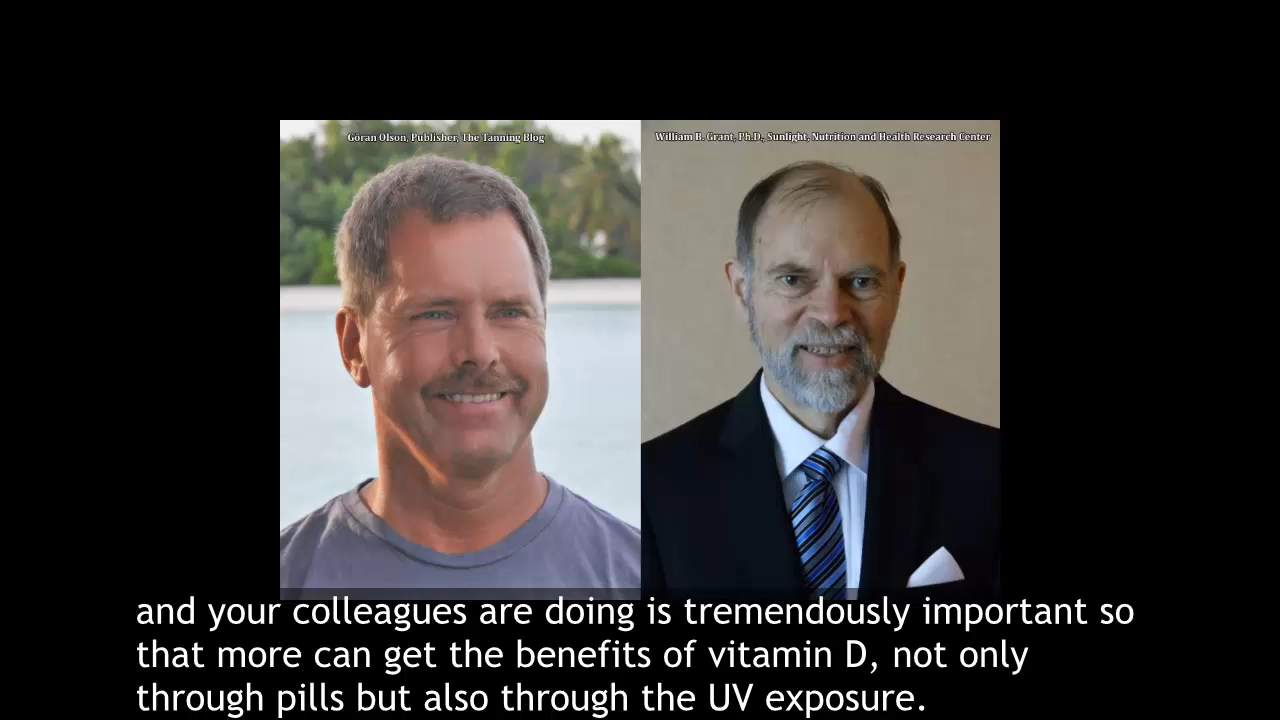 Göran Olson, Publisher, The Tanning Blog
William B. Grant, Ph.D., Sunlight, Nutrition and Health Research Center
and your colleagues are doing is tremendously important so
that more can get the benefits of vitamin D, not only
through pills but also through the UV exposure.